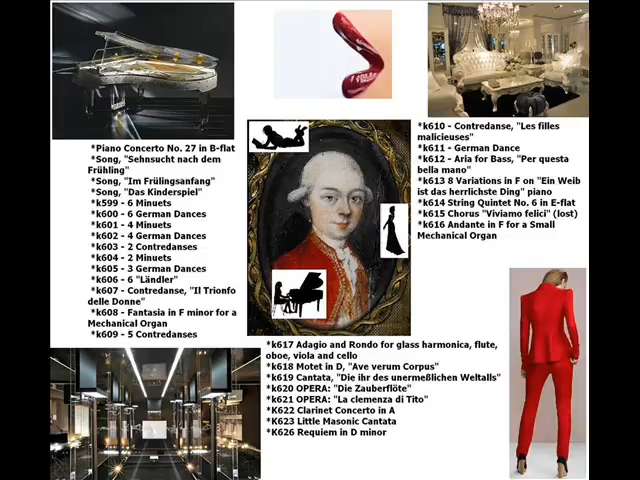 *Piano Concerto No. 27 in B-flat
*Song, "Sehnsucht nach dem
Frühling"
*Song, "Im Frülingsanfang"
*Song, "Das Kinderspiel"
*k599 - 6 Minuets
*k600 - 6 German Dances
*k601 - 4 Minuets
*k602 - 4 German Dances
*k603 - 2 Contredanses
*k604 - 2 Minuets
*k605 - 3 German Dances
*k606 - 6 "Ländler"
*k607 - Contredanse, "Il Trionfo
delle Donne"
*k608 - Fantasia in F minor for a
Mechanical Organ
*k609 - 5 Contredanses
*k610 - Contredanse, "Les filles
malicieuses"
*k611 - German Dance
*k612 - Aria for Bass, "Per questa
bella mano"
*k613 8 Variations in F on "Ein Weib
ist das herrlichste Ding" piano
*k614 String Quintet No. 6 in E-flat
*k615 Chorus "Viviamo felici" (lost)
*k616 Andante in F for a Small
Mechanical Organ
*k617 Adagio and Rondo for glass harmonica, flute,
oboe, viola and cello
*k618 Motet in D, "Ave verum Corpus"
*k619 Cantata, "Die ihr des unermeßlichen Weltalls"
*k620 OPERA: "Die Zauberflöte"
*k621 OPERA: "La clemenza di Tito"
*K622 Clarinet Concerto in A
*K623 Little Masonic Cantata
*K626 Requiem in D minor